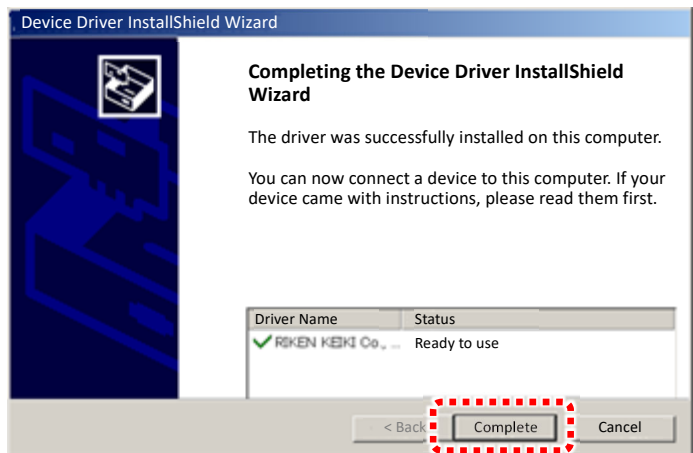 Device Driver InstallShield Wizard
Completing the Device Driver InstallShield
Wizard
The driver was successfully installed on this computer.
You can now connect a device to this computer. If your
device came with instructions, please read them first.
Driver Name Status
RIKEN KEIKI Co., ... Ready to use
< Back Complete Cancel